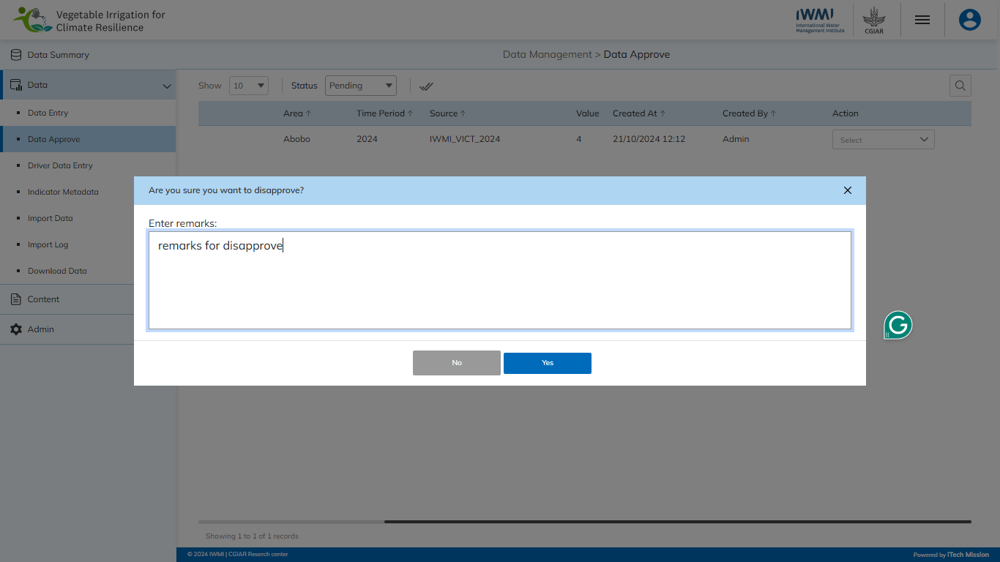 Vegetable Irrigation for
Climate Resilience
IWMI
International Water
Management Institute
CGIAR
Data Summary
Data Management > Data Approve
Data
Show 10 Status Pending
Area Time Period Source Value Created At Created By Action
Data Entry
Data Approve
Abobo 2024 IWMI_VICT_2024 4 21/10/2024 12:12 Admin Select
Driver Data Entry
Indicator Metadata
Import Data
Import Log
Download Data
Content
Admin
Are you sure you want to disapprove?
Enter remarks:
remarks for disapprove
No Yes
G
Showing 1 to 1 of 1 records
© 2024 IWMI | CGIAR Reserch center
Powered by iTech Mission